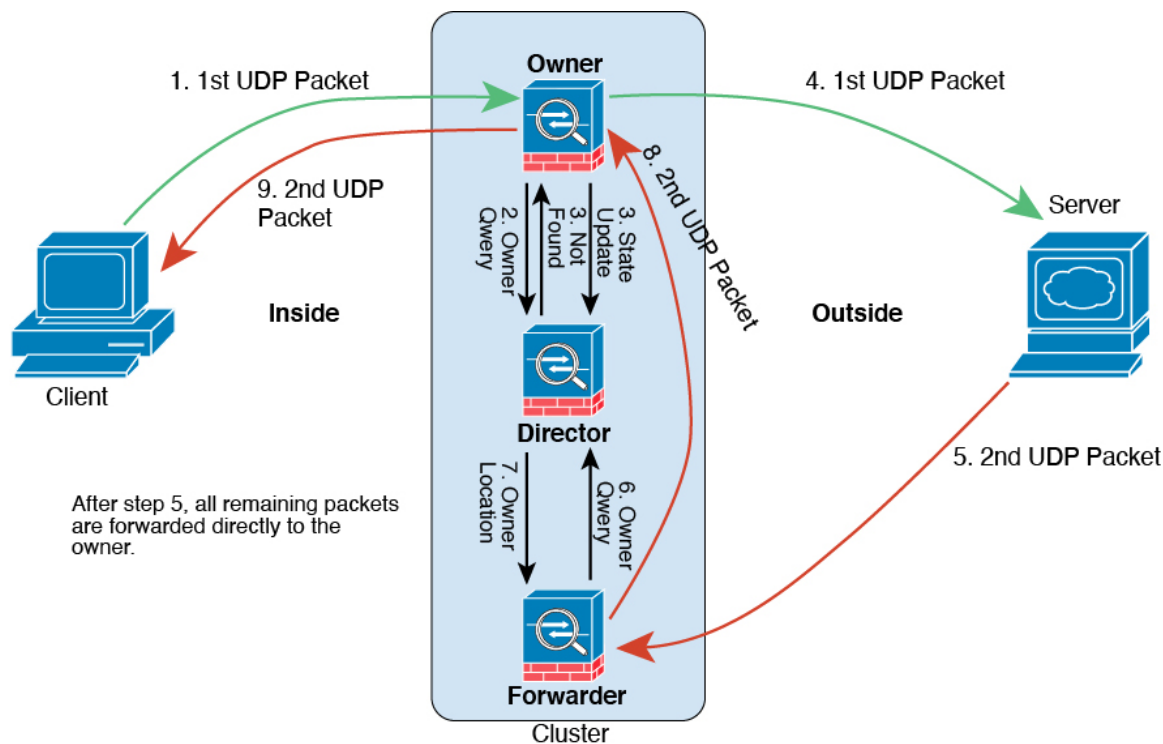 Owner
1. 1st UDP Packet
4. 1st UDP Packet
9. 2nd UDP
Packet
2. Owner
Qwery
3. Not
Found
3. State
Update
8. 2nd UDP Packet
Server
Inside
Outside
Client
Director
5. 2nd UDP Packet
After step 5, all remaining packets
are forwarded directly to the
owner.
7. Owner
Location
6. Owner
Qwery
Forwarder
Cluster